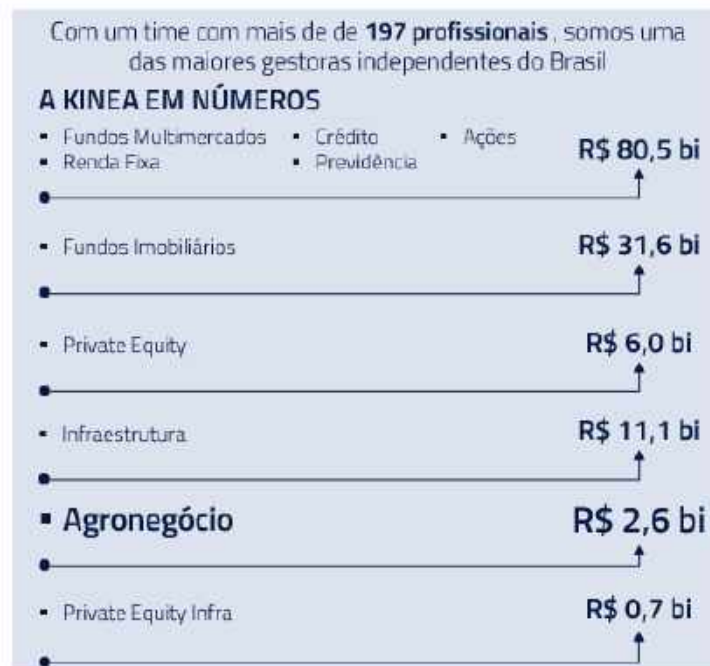 Com um time com mais de de 197 profissionais, somos uma
das maiores gestoras independentes do Brasil
A KINEA EM NÚMEROS
▪ Fundos Multimercados ▪ Crédito ▪ Ações
▪ Renda Fixa ▪ Previdência
R$ 80,5 bi
▪ Fundos Imobiliários R$ 31,6 bi
▪ Private Equity R$ 6,0 bi
▪ Infraestrutura R$ 11,1 bi
▪ Agronegócio R$ 2,6 bi
▪ Private Equity Infra R$ 0,7 bi